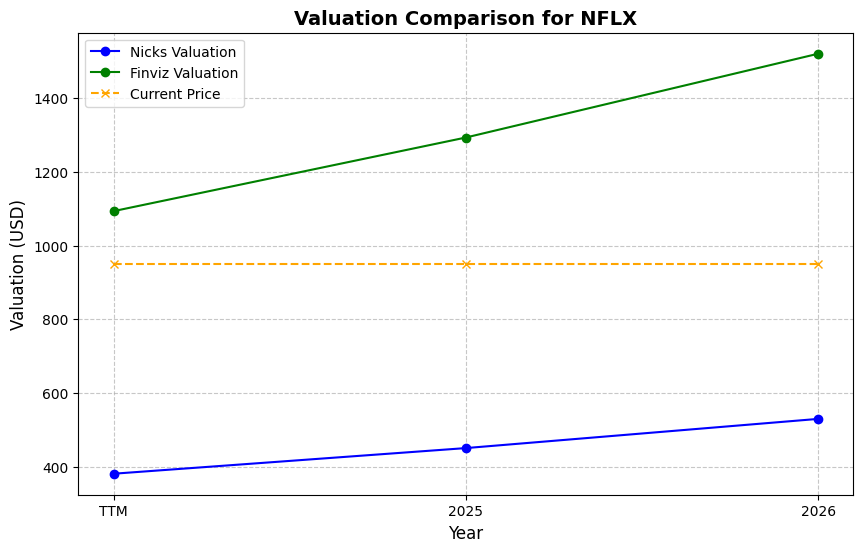 Valuation Comparison for NFLX
Nicks Valuation
Finviz Valuation
Current Price
Valuation (USD)
1400
1200
1000
800
600
400
TTM
2025
2026
Year